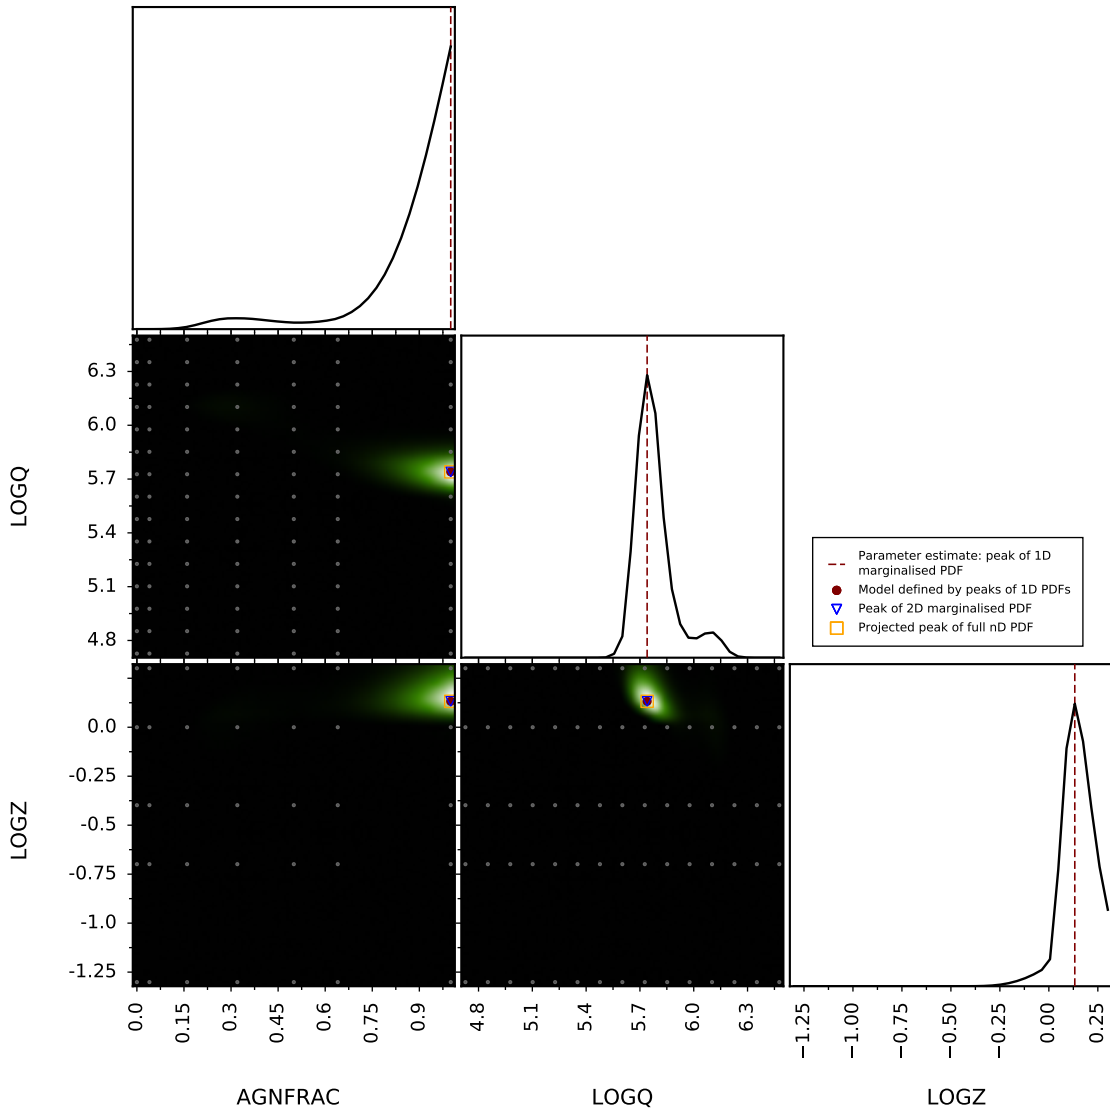 6.3
6.0
5.7
5.4
5.1
4.8
LOGQ
Parameter estimate: peak of 1D
marginalised PDF
Model defined by peaks of 1D PDFs
Peak of 2D marginalised PDF
Projected peak of full nD PDF
0.0
-0.25
-0.5
-0.75
-1.0
-1.25
LOGZ
0.0 0.15 0.3 0.45 0.6 0.75 0.9
4.8 5.1 5.4 5.7 6.0 6.3
−1.25 −1.00 −0.75 −0.50 −0.25 0.00 0.25
AGNFRAC LOGQ LOGZ